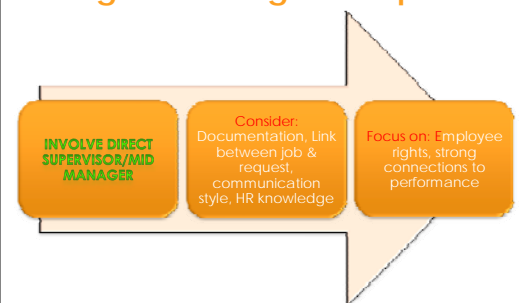 INVOLVE DIRECT
SUPERVISOR/MID
MANAGER
Consider:
Documentation, Link
between job &
request,
communication
style, HR knowledge
Focus on: Employee
rights, strong
connections to
performance